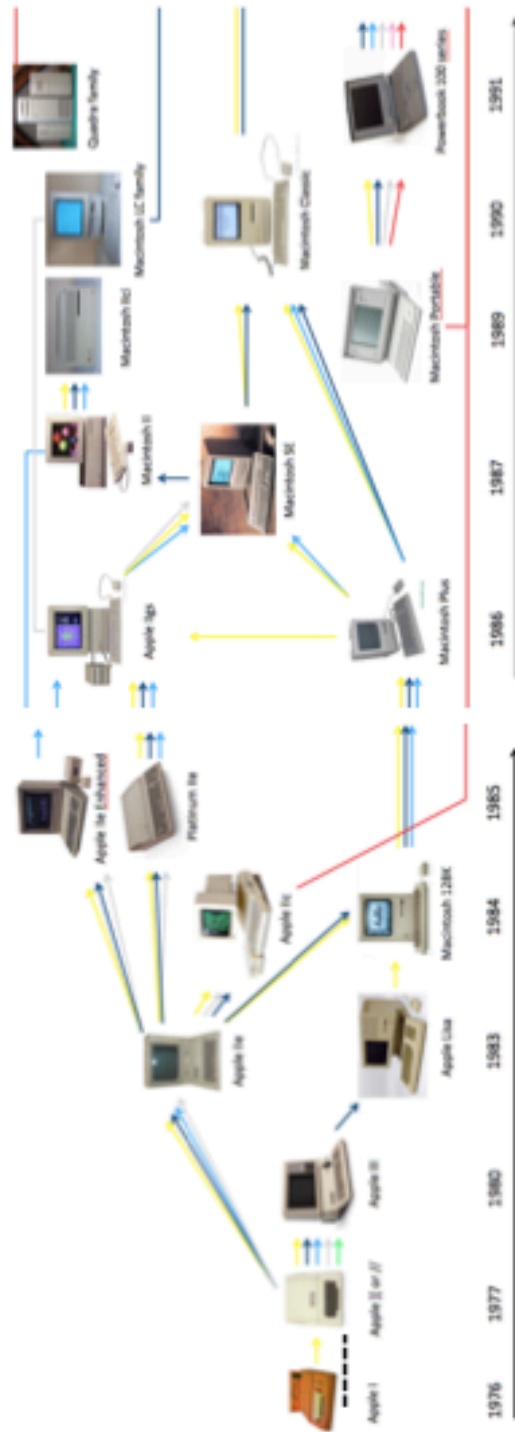 Quadra family
Macintosh LC family
Macintosh IIci
Macintosh II
Apple IIgs
Apple IIe Enhanced
Platinum IIe
Apple IIe
Apple IIc
Macintosh SE
Macintosh Classic
Powerbook 100 series
Macintosh Portable
Macintosh Plus
Macintosh 128K
Apple Lisa
Apple III
Apple ][ or //
Apple I
1976 1977 1980 1983 1984 1985 1986 1987 1989 1990 1991